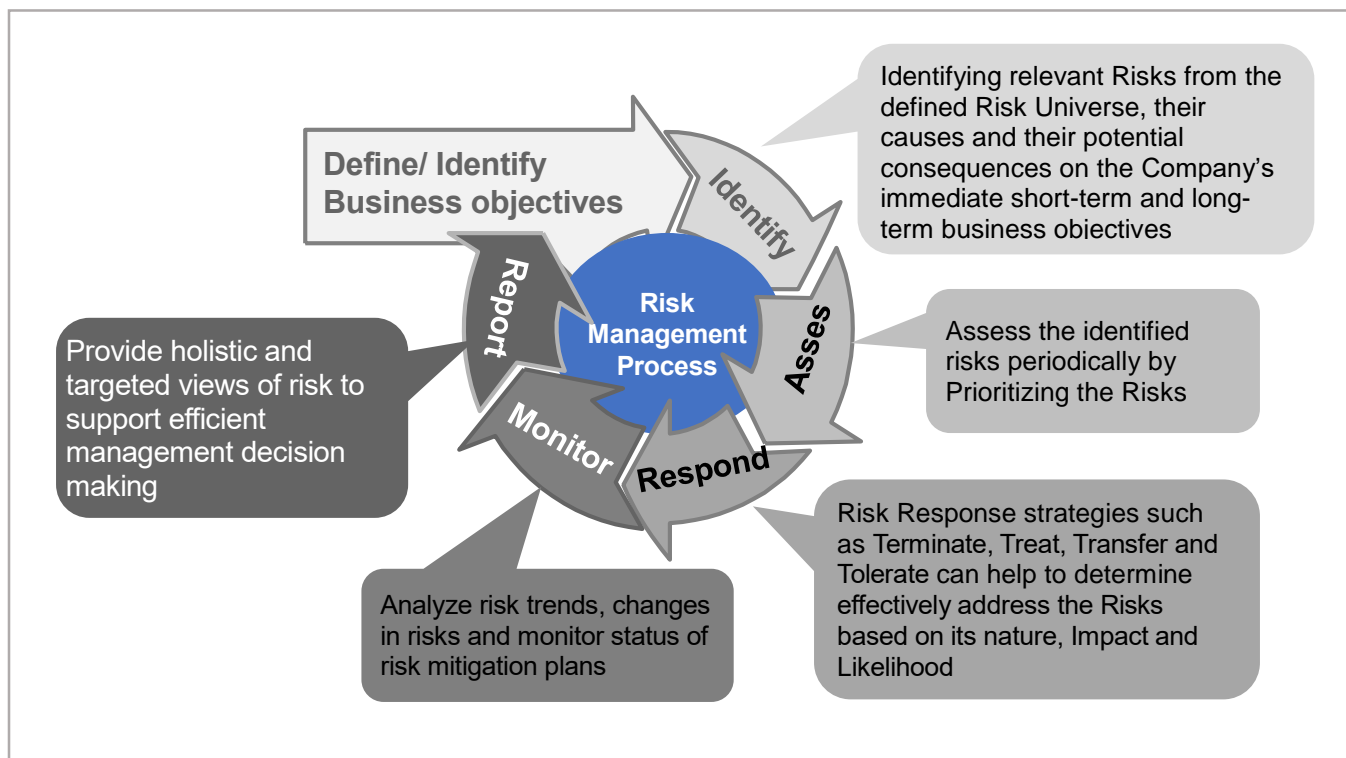 Define/ Identify
Business objectives
Identify
Identifying relevant Risks from the
defined Risk Universe, their
causes and their potential
consequences on the Company’s
immediate short-term and long-
term business objectives
Asses
Assess the identified
risks periodically by
Prioritizing the Risks
Respond
Risk Response strategies such
as Terminate, Treat, Transfer and
Tolerate can help to determine
effectively address the Risks
based on its nature, Impact and
Likelihood
Monitor
Analyze risk trends, changes
in risks and monitor status of
risk mitigation plans
Report
Provide holistic and
targeted views of risk to
support efficient
management decision
making
Risk
Management
Process